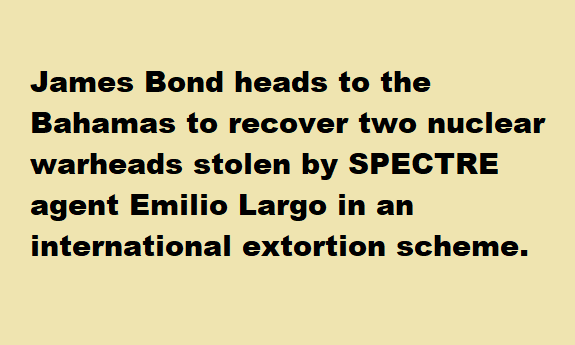 James Bond heads to the
Bahamas to recover two nuclear
warheads stolen by SPECTRE
agent Emilio Largo in an
international extortion scheme.